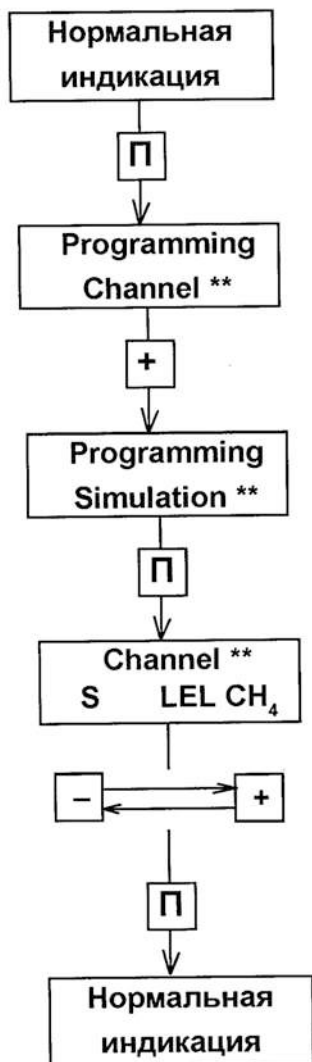 Нормальная
индикация
П
Programming
Channel **
+
Programming
Simulation **
П
Channel **
S LEL CH₄
– +
П
Нормальная
индикация